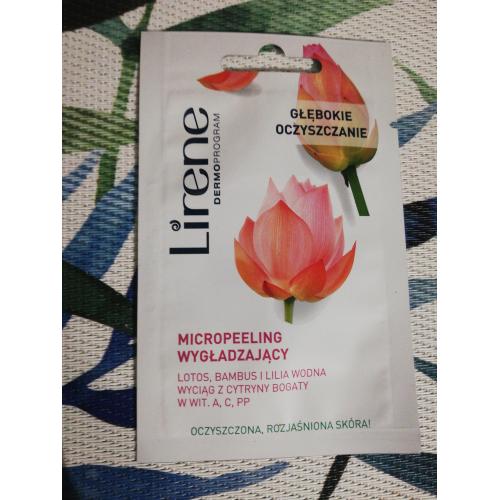 Lirene
DERMOPROGRAM
GŁĘBOKIE
OCZYSZCZANIE
MICROPEELING
WYGŁADZAJĄCY
LOTOS, BAMBUS I LILIA WODNA
WYCIĄG Z CYTRYNY BOGATY
W WIT. A, C, PP
OCZYSZCZONA, ROZJAŚNIONA SKÓRA!